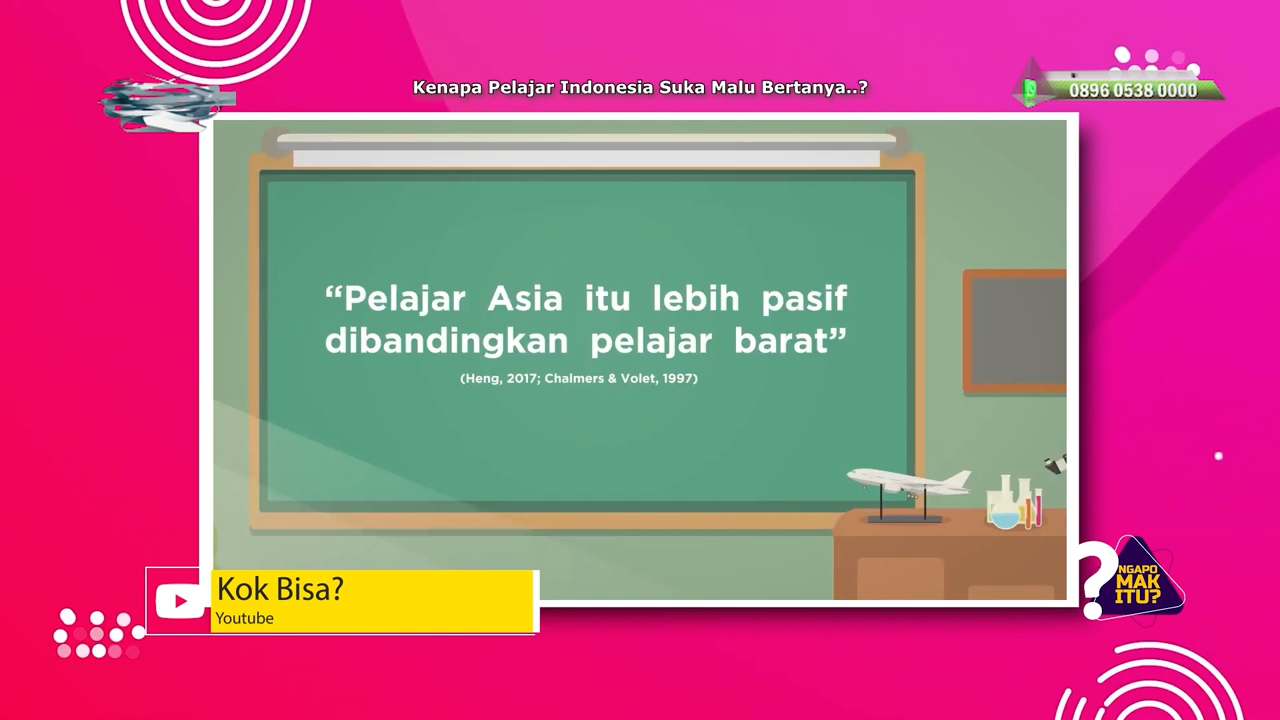 Kenapa Pelajar Indonesia Suka Malu Bertanya..?
0896 0538 0000
“Pelajar Asia itu lebih pasif
dibandingkan pelajar barat”
(Heng, 2017; Chalmers & Volet, 1997)
Kok Bisa?
Youtube
?
NGAPO
MAK
ITU?